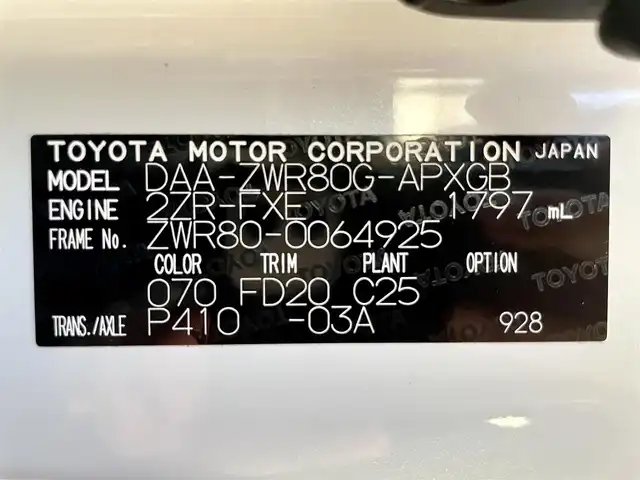 TOYOTA MOTOR CORPORATION JAPAN
MODEL DAA-ZWR80G-APXGB
ENGINE 2ZR-FXE 1797 mL
FRAME No. ZWR80-0064925
COLOR TRIM PLANT OPTION
070 FD20 C25
TRANS./AXLE P410 -03A 928